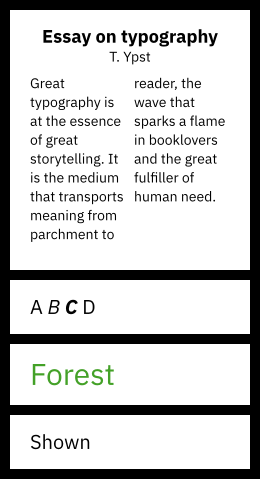 Essay on typography
T. Ypst
Great
typography is
at the essence
of great
storytelling. It
is the medium
that transports
meaning from
parchment to
reader, the
wave that
sparks a flame
in booklovers
and the great
fulfiller of
human need.
A B C D
Forest
Shown